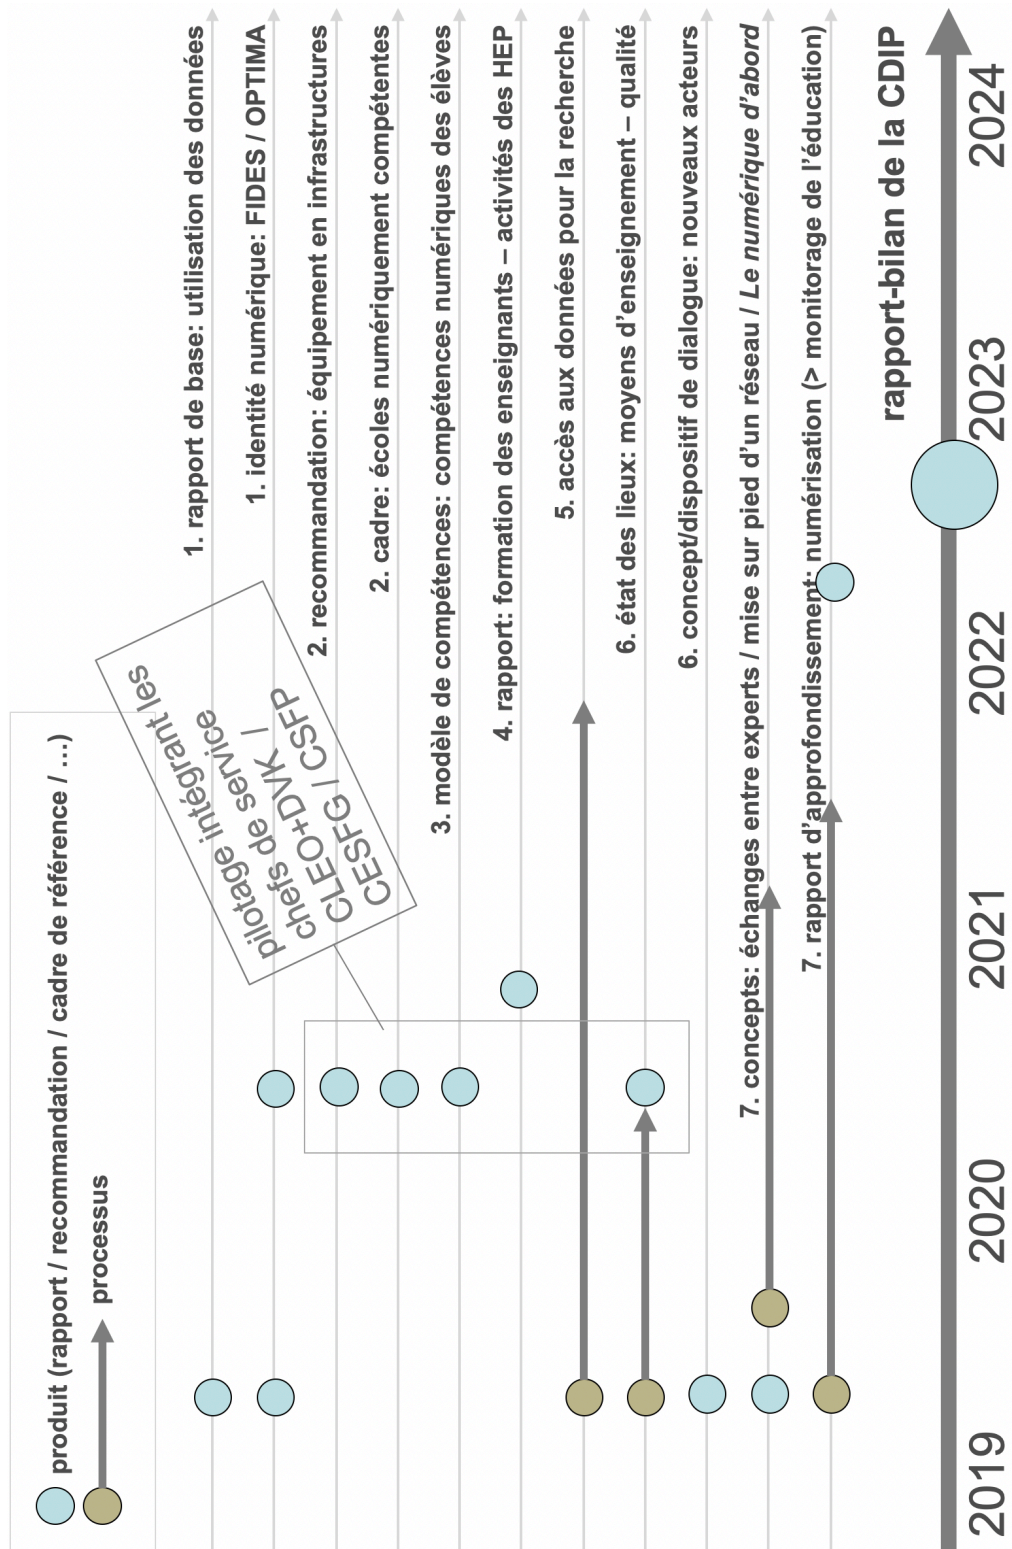 produit (rapport / recommandation / cadre de référence / …)
processus
pilotage intégrant les
chefs de service
CLEO+DVK /
CESFG / CSFP
1. rapport de base: utilisation des données
1. identité numérique: FIDES / OPTIMA
2. recommandation: équipement en infrastructures
2. cadre: écoles numériquement compétentes
3. modèle de compétences: compétences numériques des élèves
4. rapport: formation des enseignants – activités des HEP
5. accès aux données pour la recherche
6. état des lieux: moyens d’enseignement – qualité
6. concept/dispositif de dialogue: nouveaux acteurs
7. concepts: échanges entre experts / mise sur pied d’un réseau / Le numérique d’abord
7. rapport d’approfondissement: numérisation (> monitorage de l’éducation)
rapport-bilan de la CDIP
2019 2020 2021 2022 2023 2024